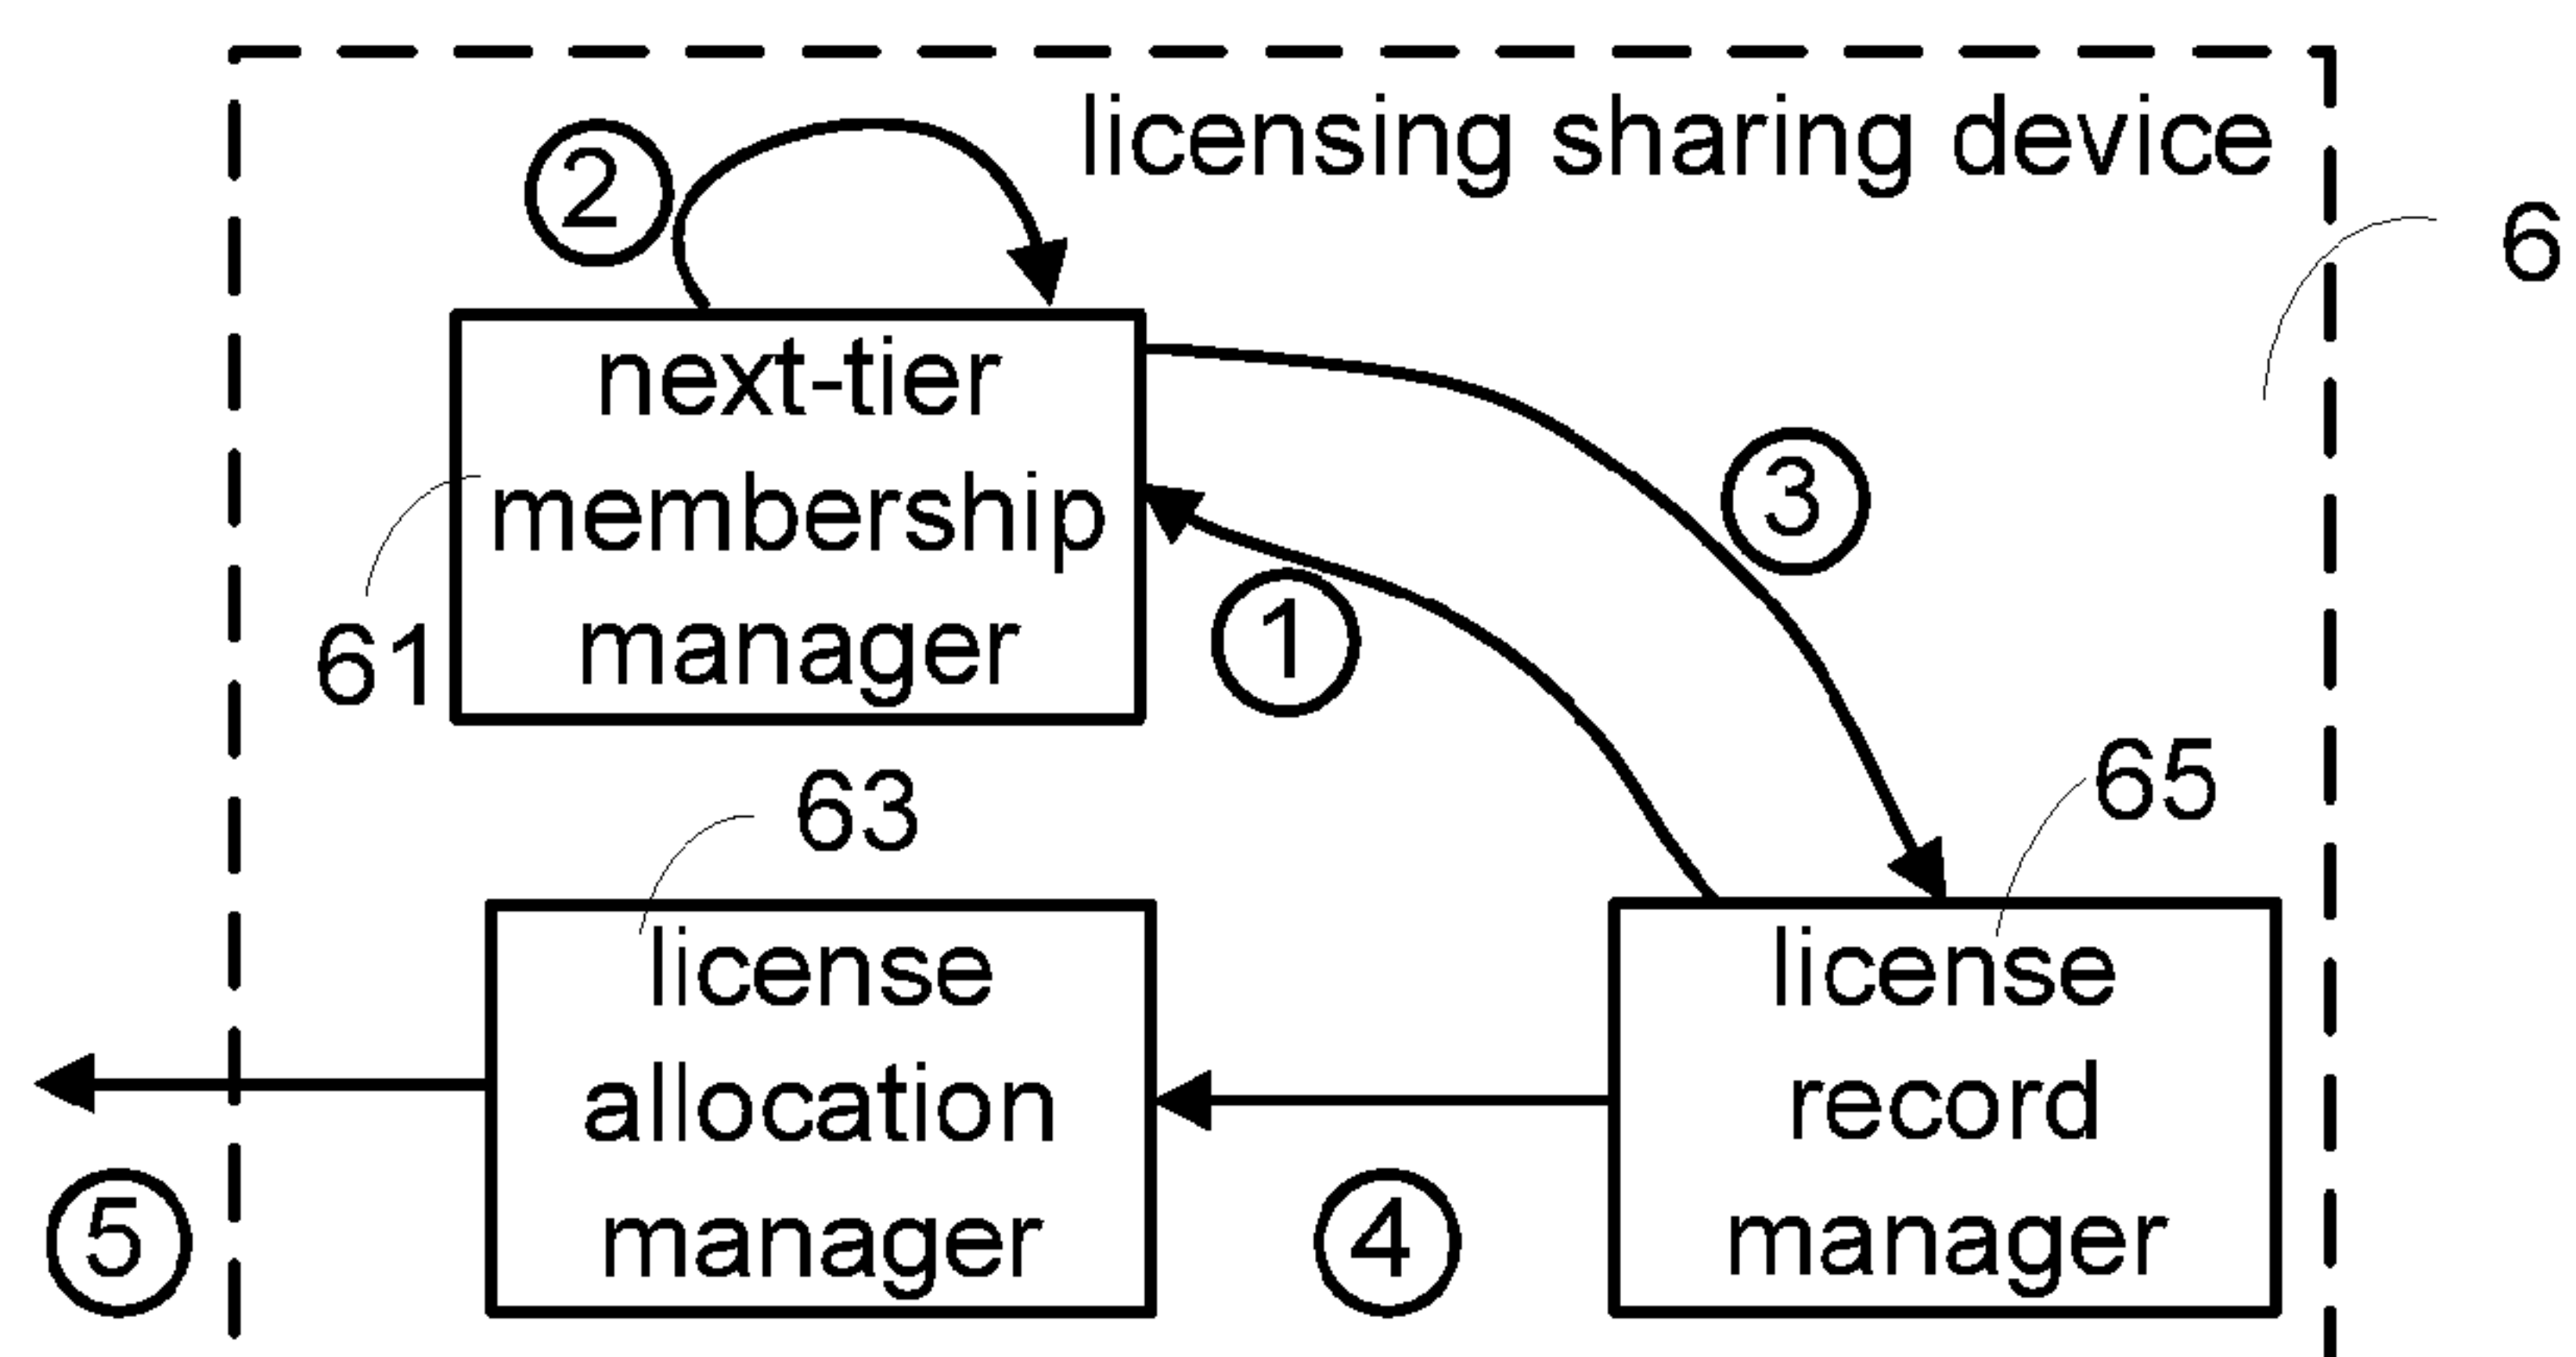 licensing sharing device
2
6
next-tier
membership
manager
3
1
61
65
63
license
allocation
manager
license
record
manager
5
4